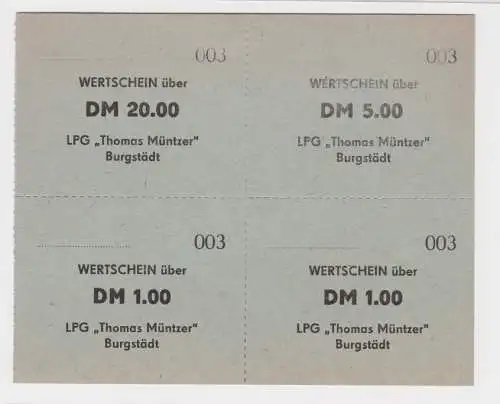 003
WERTSCHEIN über
DM 20.00
LPG „Thomas Müntzer"
Burgstädt
003
WERTSCHEIN über
DM 5.00
LPG „Thomas Müntzer"
Burgstädt
003
WERTSCHEIN über
DM 1.00
LPG „Thomas Müntzer"
Burgstädt
003
WERTSCHEIN über
DM 1.00
LPG „Thomas Müntzer"
Burgstädt